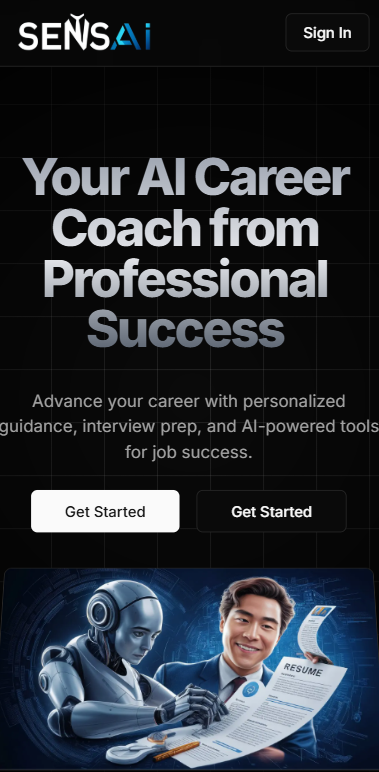 SENSAi
Sign In
Your AI Career
Coach from
Professional
Success
Advance your career with personalized
guidance, interview prep, and AI-powered tools
for job success.
Get Started
Get Started
RESUME